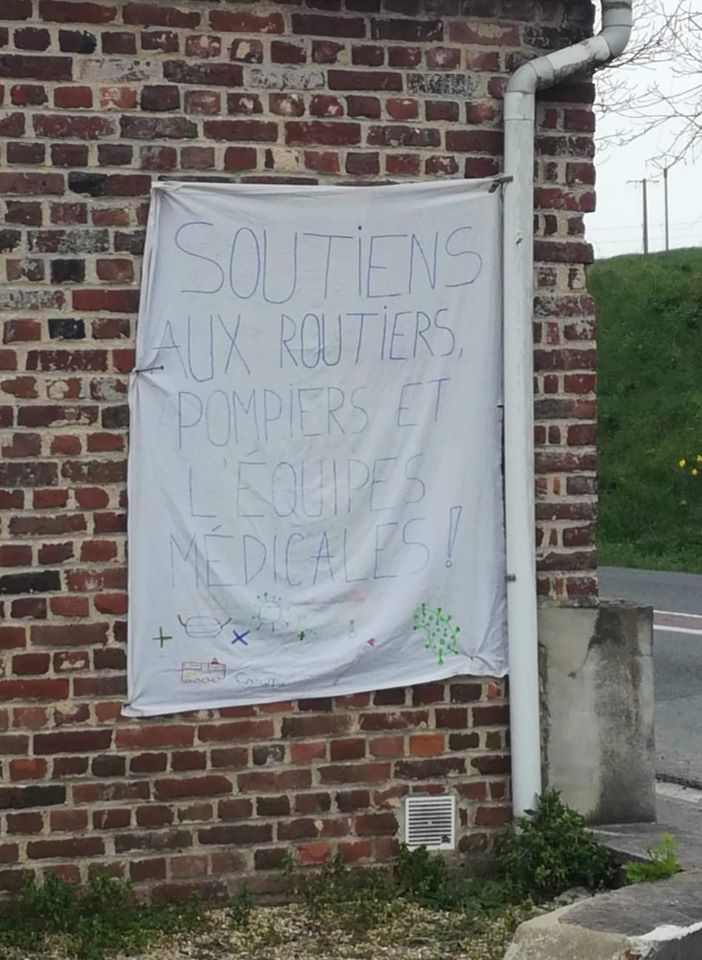 SOUTIENS
AUX ROUTIERS,
POMPIERS ET
L'ÉQUIPES
MÉDICALES !